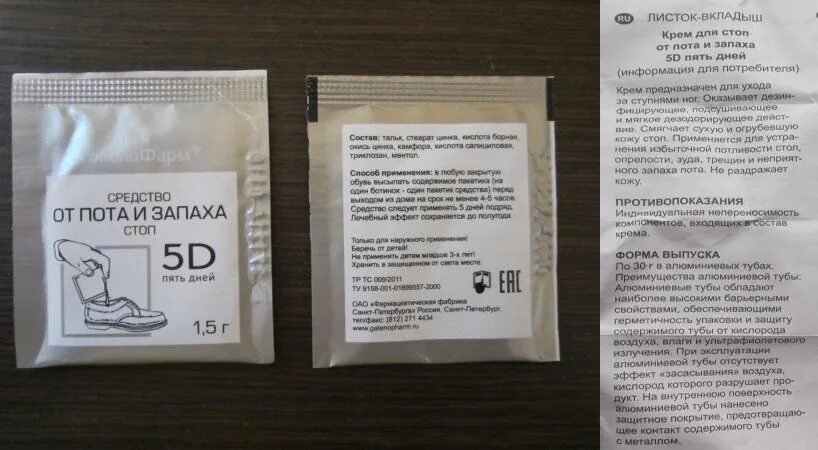 ГаленоФарм®
СРЕДСТВО
ОТ ПОТА И ЗАПАХА
СТОП
5D
пять дней
1,5 г
Состав: тальк, стеарат цинка, кислота борная,
окись цинка, камфора, кислота салициловая,
триклозан, ментол.
Способ применения: в любую закрытую
обувь высыпать содержимое пакетика (на
один ботинок - один пакетик средства) перед
выходом из дома на срок не менее 4-5 часов.
Средство следует применять 5 дней подряд.
Лечебный эффект сохраняется до полугода.
Только для наружного применения!
Беречь от детей!
Не применять детям младше 3-х лет!
Хранить в защищенном от света месте.
ТР ТС 009/2011
ТУ 9158-001-01899557-2000
ЕАС
ОАО «Фармацевтическая фабрика
Санкт-Петербурга» Россия, Санкт-Петербург.
тел/факс: (812) 271 4434
www.galenopharm.ru
RU ЛИСТОК-ВКЛАДЫШ
Крем для стоп
от пота и запаха
5D пять дней
(информация для потребителя)
Крем предназначен для ухода
за ступнями ног. Оказывает дезин-
фицирующее, подсушивающее
и мягкое дезодорирующее дейст-
вие. Смягчает сухую и огрубевшую
кожу стоп. Применяется для устра-
нения избыточной потливости стоп,
опрелости, зуда, трещин и неприят-
ного запаха пота. Не раздражает
кожу.
ПРОТИВОПОКАЗАНИЯ
Индивидуальная непереносимость
компонентов, входящих в состав
крема.
ФОРМА ВЫПУСКА
По 30 г в алюминиевых тубах.
Преимущества алюминиевой тубы:
Алюминиевые тубы обладают
наиболее высокими барьерными
свойствами, обеспечивающими
герметичность упаковки и защиту
содержимого тубы от кислорода
воздуха, влаги и ультрафиолетового
излучения. При эксплуатации
алюминиевой тубы отсутствует
эффект «засасывания» воздуха,
кислород которого разрушает про-
дукт. На внутреннюю поверхность
алюминиевой тубы нанесено
защитное покрытие, предотвращаю-
щее контакт содержимого тубы
с металлом.